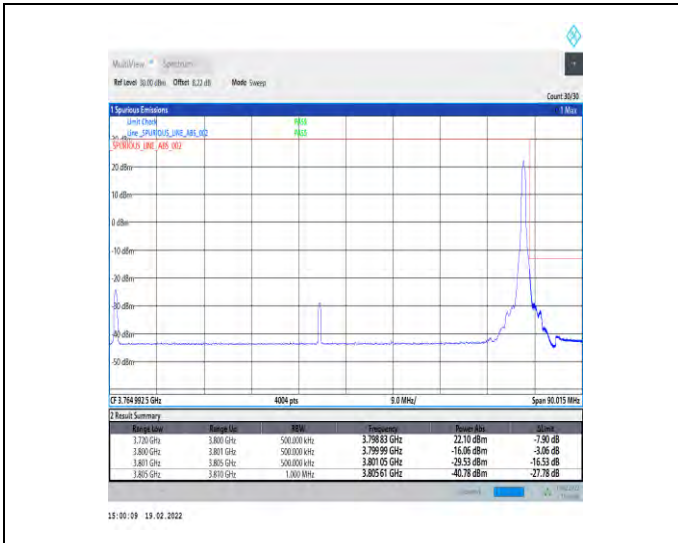 MultiView Spectrum
Ref Level 30.00 dBm Offset 8.22 dB Mode Sweep
Count 30/30
1 Spurious Emissions 1 Max
Limit Check PASS
Line _SPURIOUS_LINE_ABS_002 PASS
_SPURIOUS_LINE_ABS_002
20 dBm
10 dBm
0 dBm
-10 dBm
-20 dBm
-30 dBm
-40 dBm
-50 dBm
CF 3.764 992 5 GHz 4004 pts 9.0 MHz/ Span 90.015 MHz
2 Result Summary
Range Low Range Up RBW Frequency Power Abs ΔLimit
3.720 GHz 3.800 GHz 500.000 kHz 3.798 83 GHz 22.10 dBm -7.90 dB
3.800 GHz 3.801 GHz 500.000 kHz 3.799 99 GHz -16.06 dBm -3.06 dB
3.801 GHz 3.805 GHz 500.000 kHz 3.801 05 GHz -29.53 dBm -16.53 dB
3.805 GHz 3.810 GHz 1.000 MHz 3.805 61 GHz -40.78 dBm -27.78 dB
15:00:09 19.02.2022